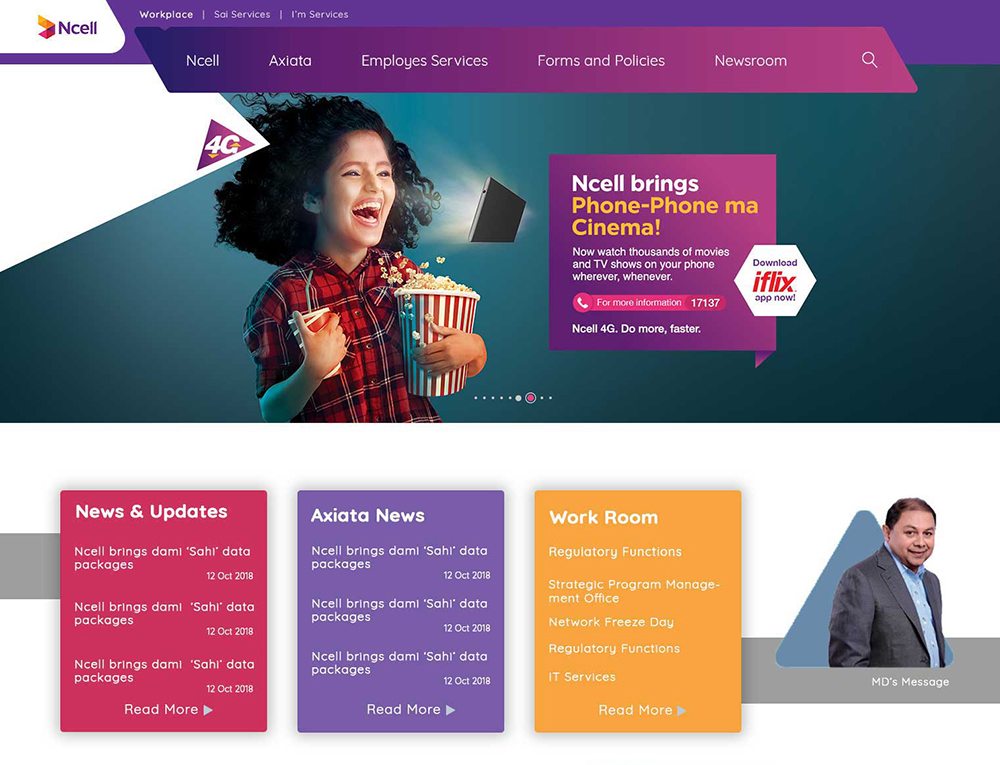 Ncell
Workplace | Sai Services | I'm Services
Ncell Axiata Employes Services Forms and Policies Newsroom
4G
Ncell brings
Phone-Phone ma
Cinema!
Now watch thousands of movies
and TV shows on your phone
wherever, whenever.
For more information 17137
Ncell 4G. Do more, faster.
Download
iflix
app now!
News & Updates
Ncell brings dami ‘Sahi’ data
packages
12 Oct 2018
Ncell brings dami ‘Sahi’ data
packages
12 Oct 2018
Ncell brings dami ‘Sahi’ data
packages
12 Oct 2018
Read More
Axiata News
Ncell brings dami ‘Sahi’ data
packages
12 Oct 2018
Ncell brings dami ‘Sahi’ data
packages
12 Oct 2018
Ncell brings dami ‘Sahi’ data
packages
12 Oct 2018
Read More
Work Room
Regulatory Functions
Strategic Program Manage-
ment Office
Network Freeze Day
Regulatory Functions
IT Services
Read More
MD's Message